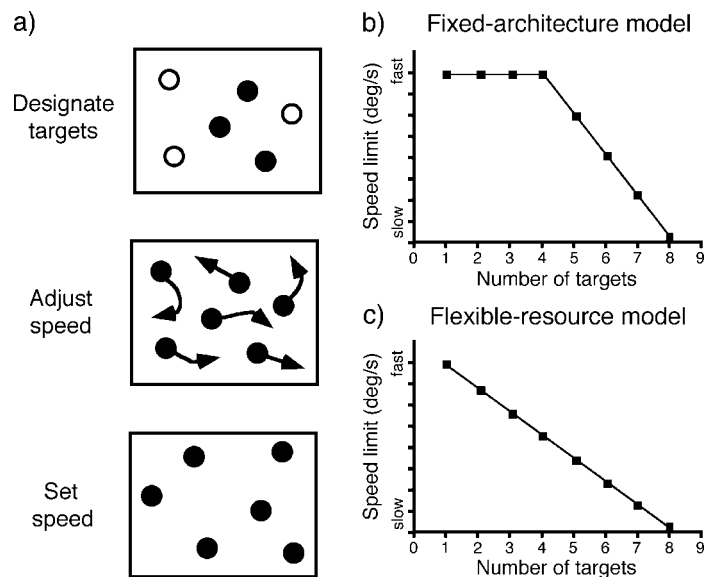 a)
Designate
targets
Adjust
speed
Set
speed
b)
Fixed-architecture model
Speed limit (deg/s)
fast
slow
0 1 2 3 4 5 6 7 8 9
Number of targets
c)
Flexible-resource model
Speed limit (deg/s)
fast
slow
0 1 2 3 4 5 6 7 8 9
Number of targets